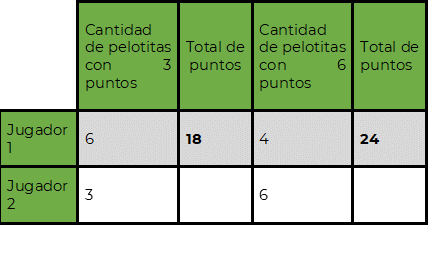 Cantidad
de pelotitas
con 3
puntos
Total de
puntos
Cantidad
de pelotitas
con 6
puntos
Total de
puntos
Jugador
1
6
18
4
24
Jugador
2
3
6